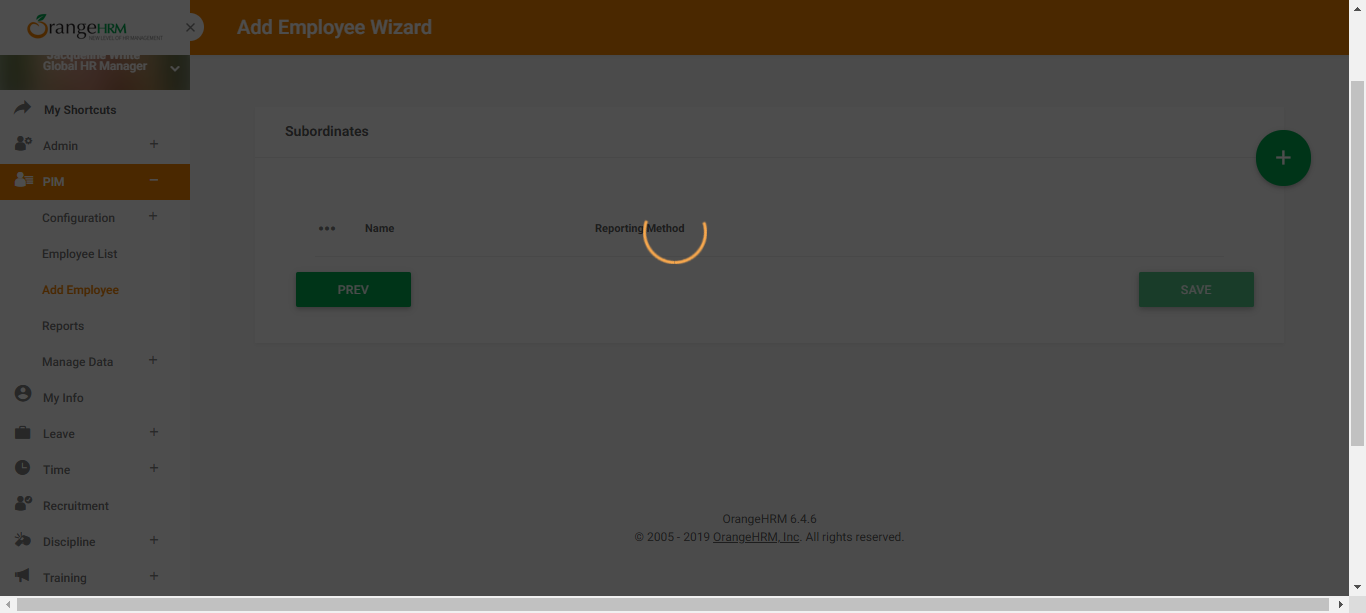 OrangeHRM
Add Employee Wizard
Jacqueline White
Global HR Manager
My Shortcuts
Admin
PIM
Configuration
Employee List
Add Employee
Reports
Manage Data
My Info
Leave
Time
Recruitment
Discipline
Training
Subordinates
Name
Reporting Method
PREV
SAVE
OrangeHRM 6.4.6
© 2005 - 2019 OrangeHRM, Inc. All rights reserved.